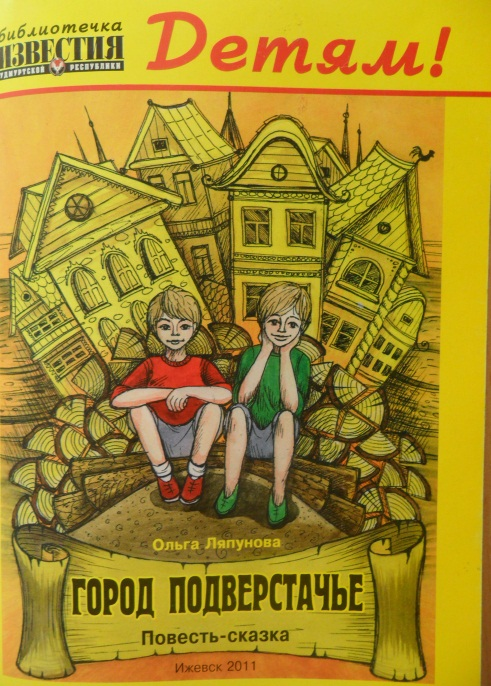 библиотечка
ИЗВЕСТИЯ
УДМУРТСКОЙ РЕСПУБЛИКИ
Детям!
Ольга Ляпунова
ГОРОД ПОДВЕРСТАЧЬЕ
Повесть-сказка
Ижевск 2011